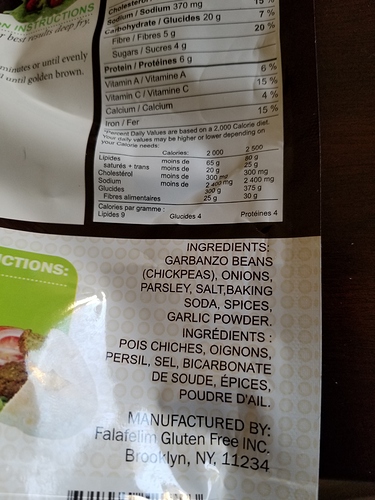 N INSTRUCTIONS
r best results deep fry.
minutes or until evenly
until golden brown.
Cholesterol
15 %
Sodium / Sodium 370 mg
Carbohydrate / Glucides 20 g 7 %
Fibre / Fibres 5 g 20 %
Sugars / Sucres 4 g
Protein / Protéines 6 g
Vitamin A / Vitamine A 6 %
Vitamin C / Vitamine C 15 %
Calcium / Calcium 4 %
Iron / Fer 15 %
*Percent Daily Values are based on a 2,000 Calorie diet.
Your daily values may be higher or lower depending on
your Calorie needs:
Calories: 2 000 2 500
Lipides moins de 65 g 80 g
saturés + trans moins de 20 g 25 g
Cholestérol moins de 300 mg 300 mg
Sodium moins de 2 400 mg 2 400 mg
Glucides 300 g 375 g
Fibres alimentaires 25 g 30 g
Calories par gramme :
Lipides 9 Glucides 4 Protéines 4
CTIONS:
INGREDIENTS:
GARBANZO BEANS
(CHICKPEAS), ONIONS,
PARSLEY, SALT,BAKING
SODA, SPICES,
GARLIC POWDER.
INGRÉDIENTS :
POIS CHICHES, OIGNONS,
PERSIL, SEL, BICARBONATE
DE SOUDE, ÉPICES,
POUDRE D'AIL.
MANUFACTURED BY:
Falafelim Gluten Free INC.
Brooklyn, NY, 11234